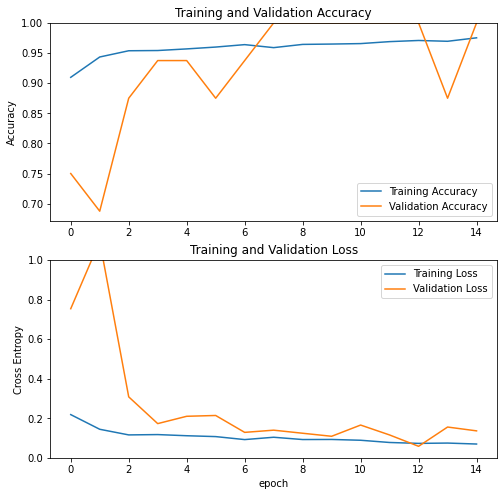 Training and Validation Accuracy
1.00
0.95
0.90
0.85
0.80
0.75
0.70
Accuracy
Training Accuracy
Validation Accuracy
0 2 4 6 8 10 12 14
Training and Validation Loss
1.0
0.8
0.6
0.4
0.2
0.0
Cross Entropy
Training Loss
Validation Loss
0 2 4 6 8 10 12 14
epoch